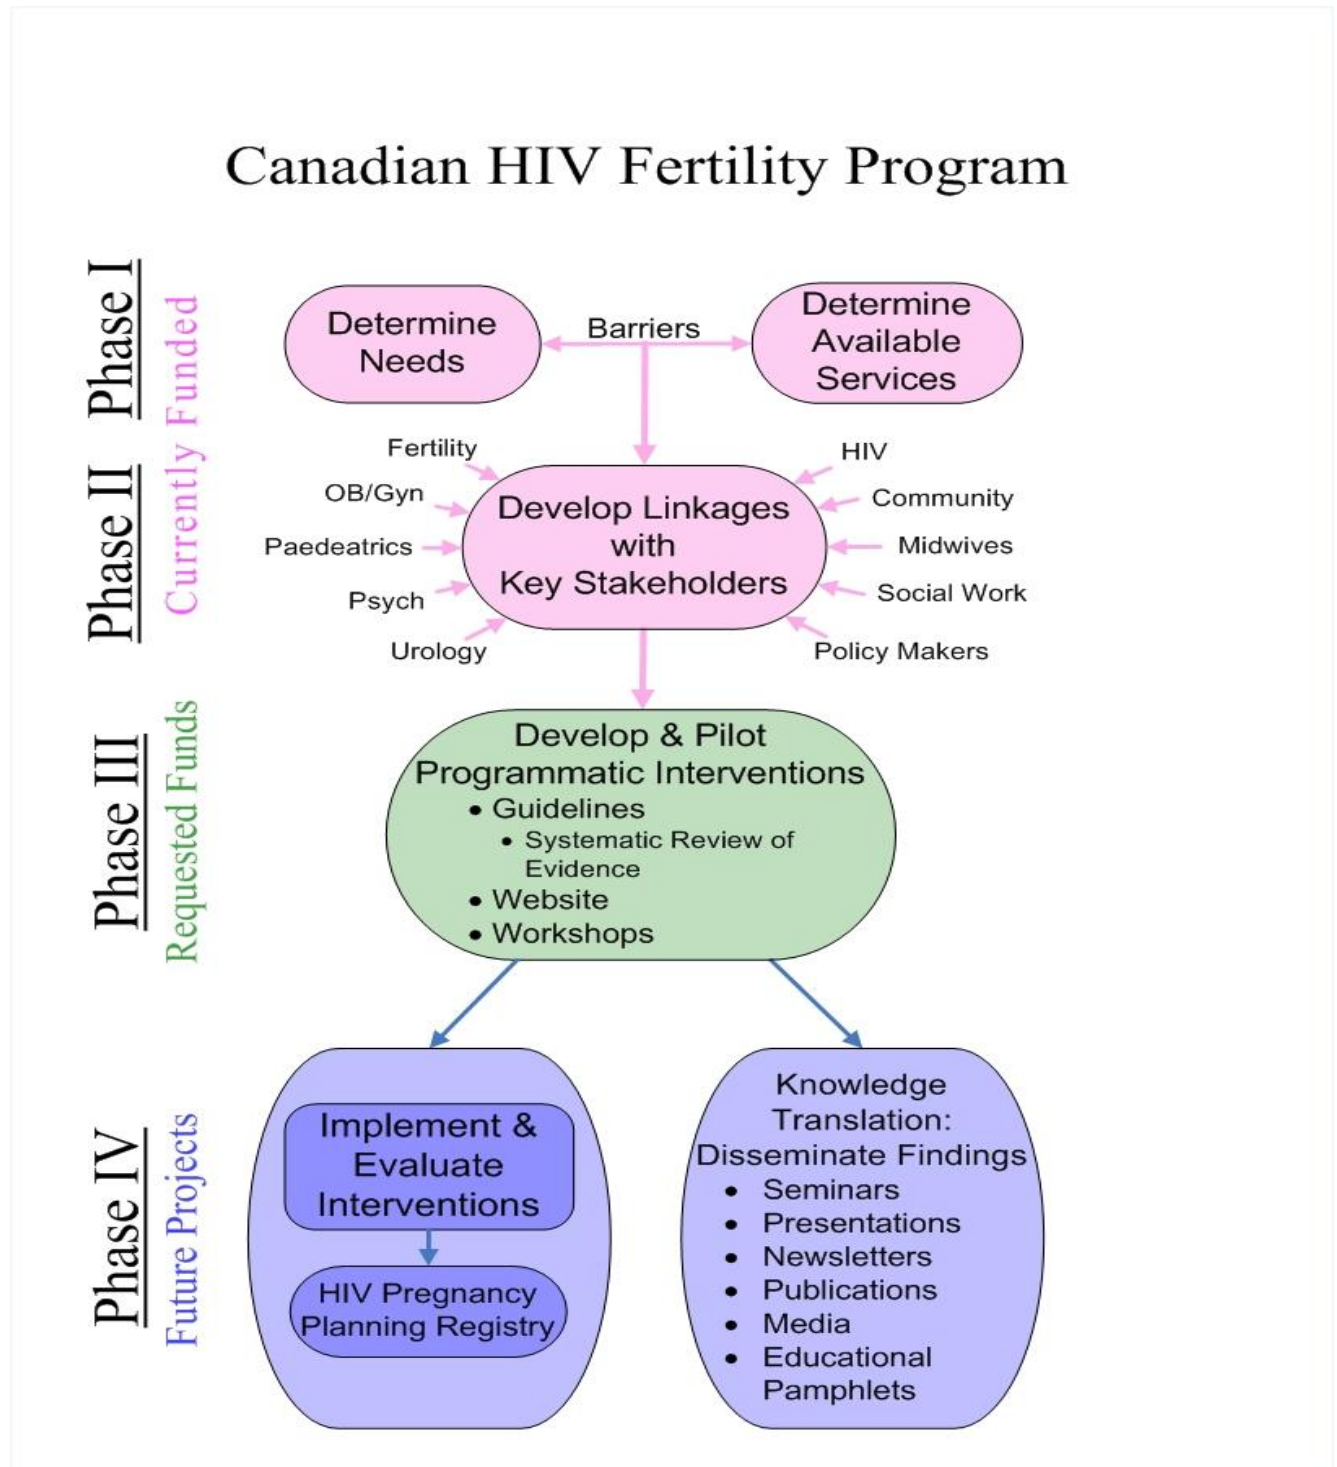 Canadian HIV Fertility Program
Phase I
Currently Funded
Determine
Needs
Barriers
Determine
Available
Services
Phase II
Fertility
OB/Gyn
Paedeatrics
Psych
Urology
Develop Linkages
with
Key Stakeholders
HIV
Community
Midwives
Social Work
Policy Makers
Phase III
Requested Funds
Develop & Pilot
Programmatic Interventions
• Guidelines
• Systematic Review of
Evidence
• Website
• Workshops
Phase IV
Future Projects
Implement &
Evaluate
Interventions
HIV Pregnancy
Planning Registry
Knowledge
Translation:
Disseminate Findings
• Seminars
• Presentations
• Newsletters
• Publications
• Media
• Educational
Pamphlets